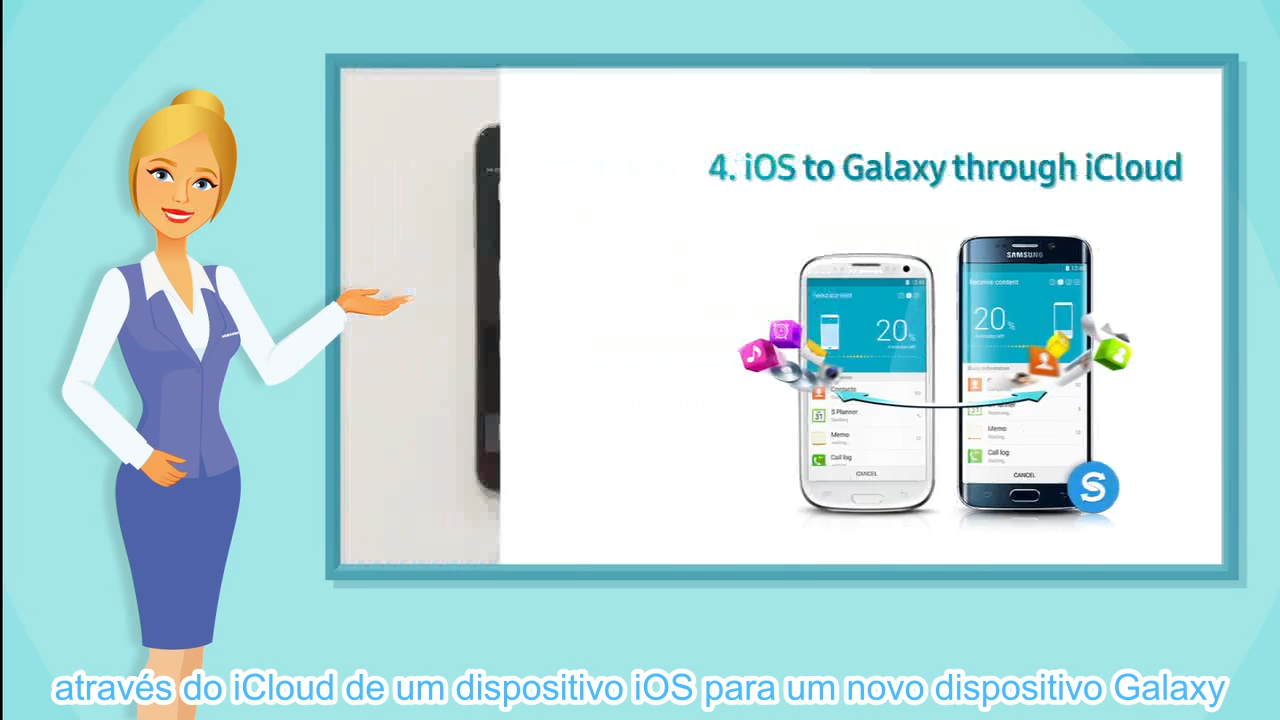 4. iOS to Galaxy through iCloud
SAMSUNG
Receive content
20%
20%
Contacts
S Planner
Memo
Memo
Call log
Call log
CANCEL
CANCEL
S
através do iCloud de um dispositivo iOS para um novo dispositivo Galaxy